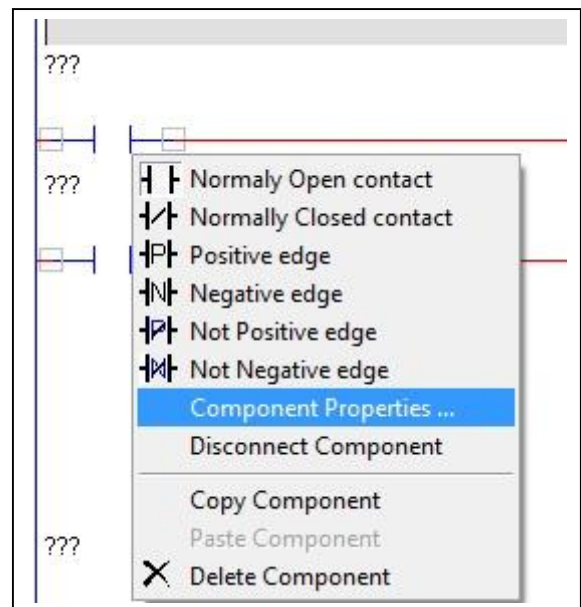 ???
???
Normaly Open contact
Normally Closed contact
P Positive edge
N Negative edge
Not Positive edge
Not Negative edge
Component Properties ...
Disconnect Component
Copy Component
Paste Component
Delete Component
???